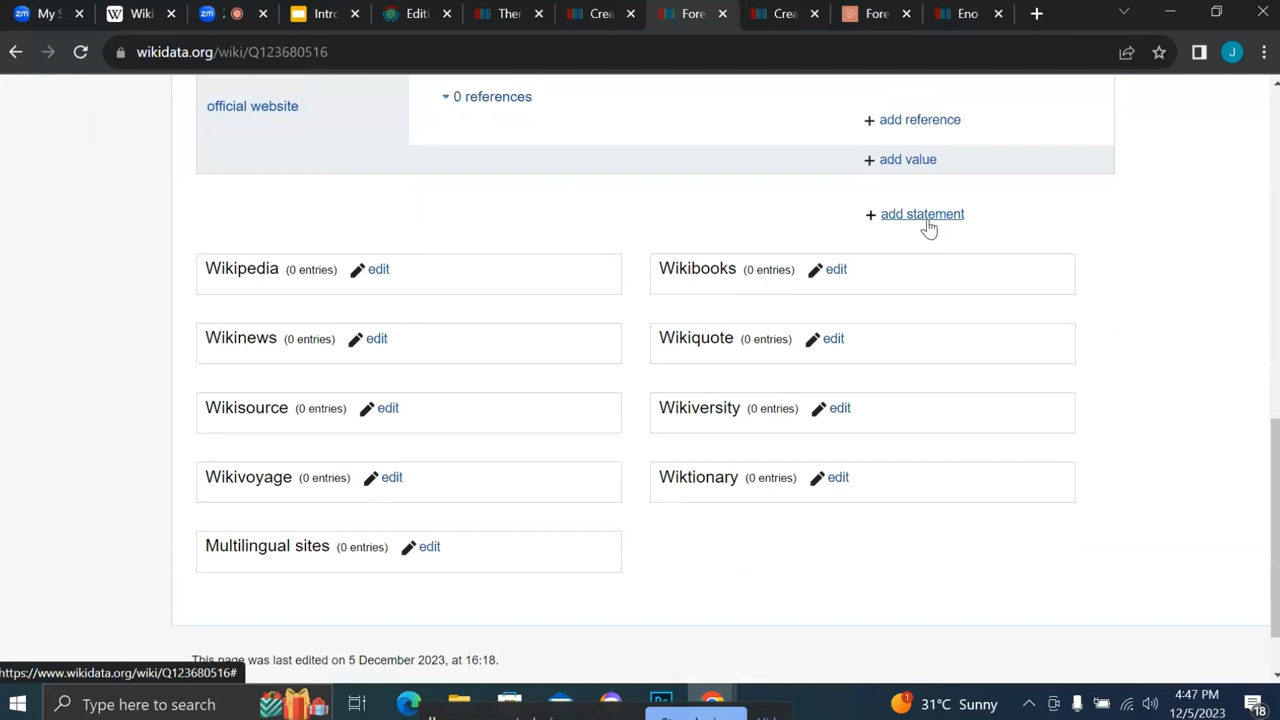 My S
Wiki
Intro
Editi
Ther
Crea
Fore
Crea
Fore
Eno
wikidata.org/wiki/Q123680516
J
0 references
official website
+ add reference
+ add value
+ add statement
Wikipedia (0 entries) edit
Wikibooks (0 entries) edit
Wikinews (0 entries) edit
Wikiquote (0 entries) edit
Wikisource (0 entries) edit
Wikiversity (0 entries) edit
Wikivoyage (0 entries) edit
Wiktionary (0 entries) edit
Multilingual sites (0 entries) edit
This page was last edited on 5 December 2023, at 16:18.
https://www.wikidata.org/wiki/Q123680516#
Type here to search
31°C Sunny
4:47 PM
12/5/2023
18